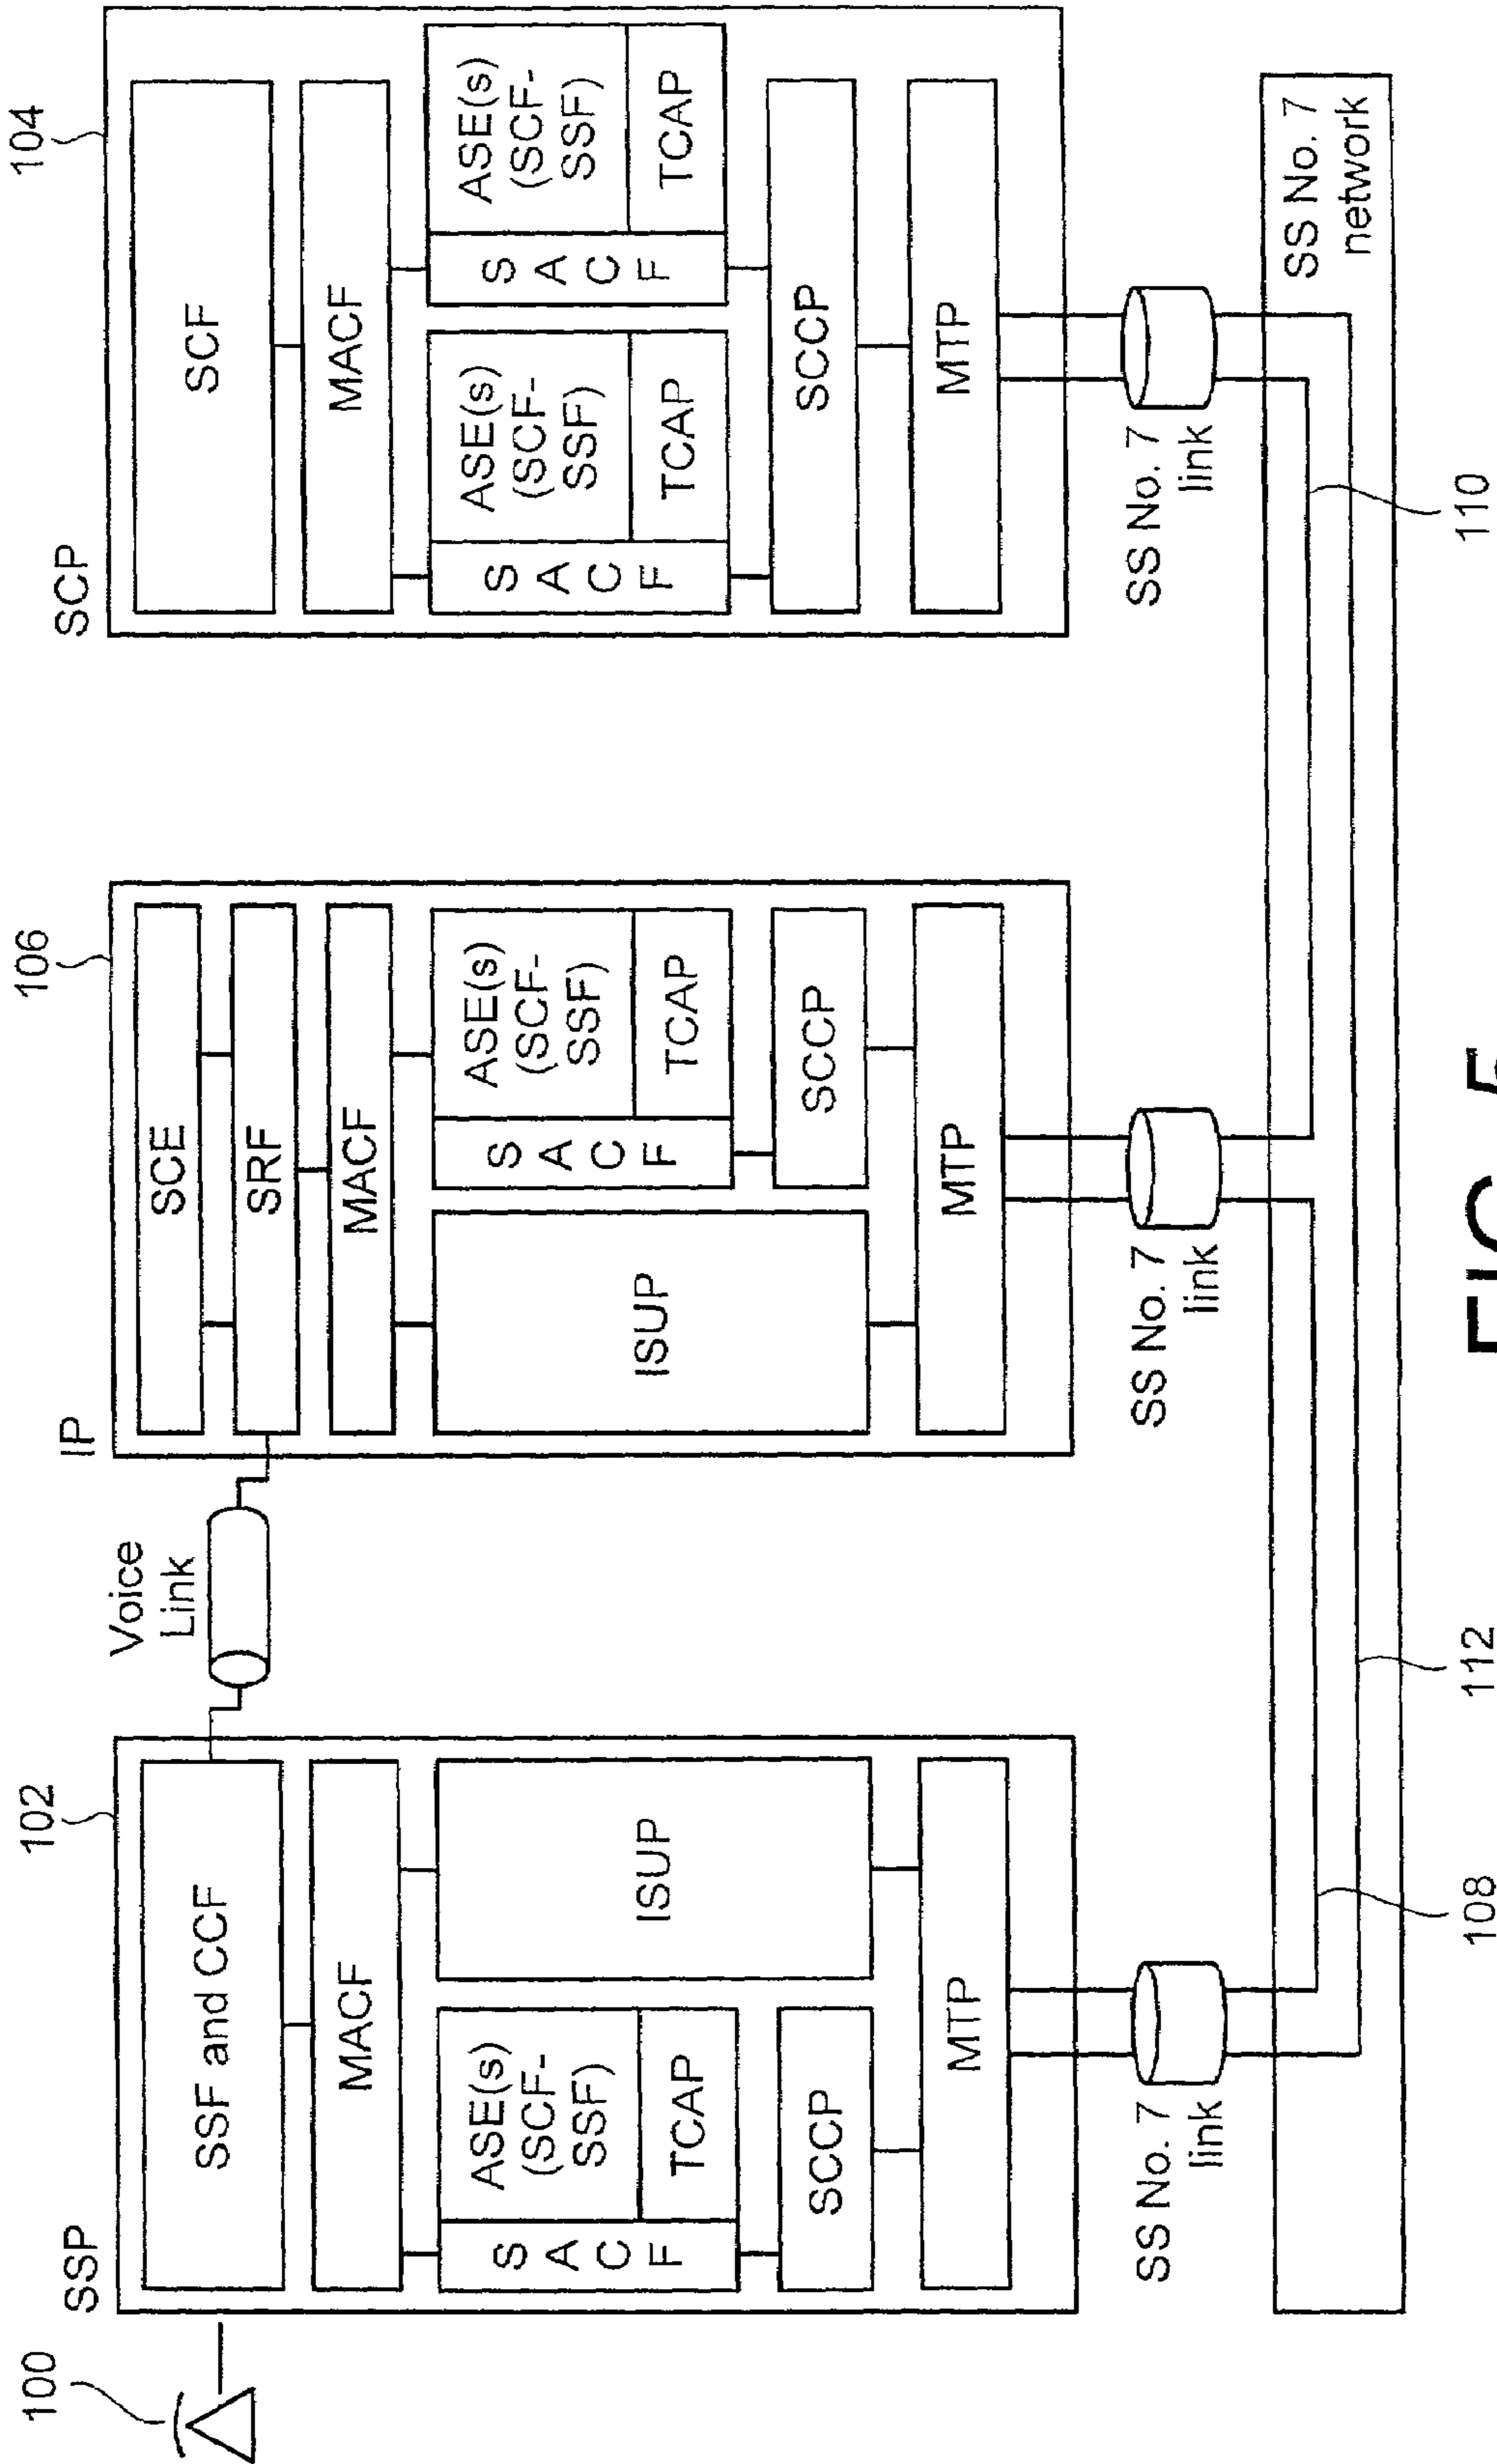 100
102
106
104
SSP
Voice
Link
IP
SCP
SSF and CCF
MACF
S
A
C
F
ASE(s)
(SCF-
SSF)
TCAP
ISUP
SCCP
MTP
SCE
SRF
MACF
ISUP
S
A
C
F
ASE(s)
(SCF-
SSF)
TCAP
SCCP
MTP
SCF
MACF
S
A
C
F
ASE(s)
(SCF-
SSF)
TCAP
S
A
C
F
ASE(s)
(SCF-
SSF)
TCAP
SCCP
MTP
SS No. 7
link
SS No. 7
link
SS No. 7
link
SS No. 7
network
108
112
110
FIG. 5